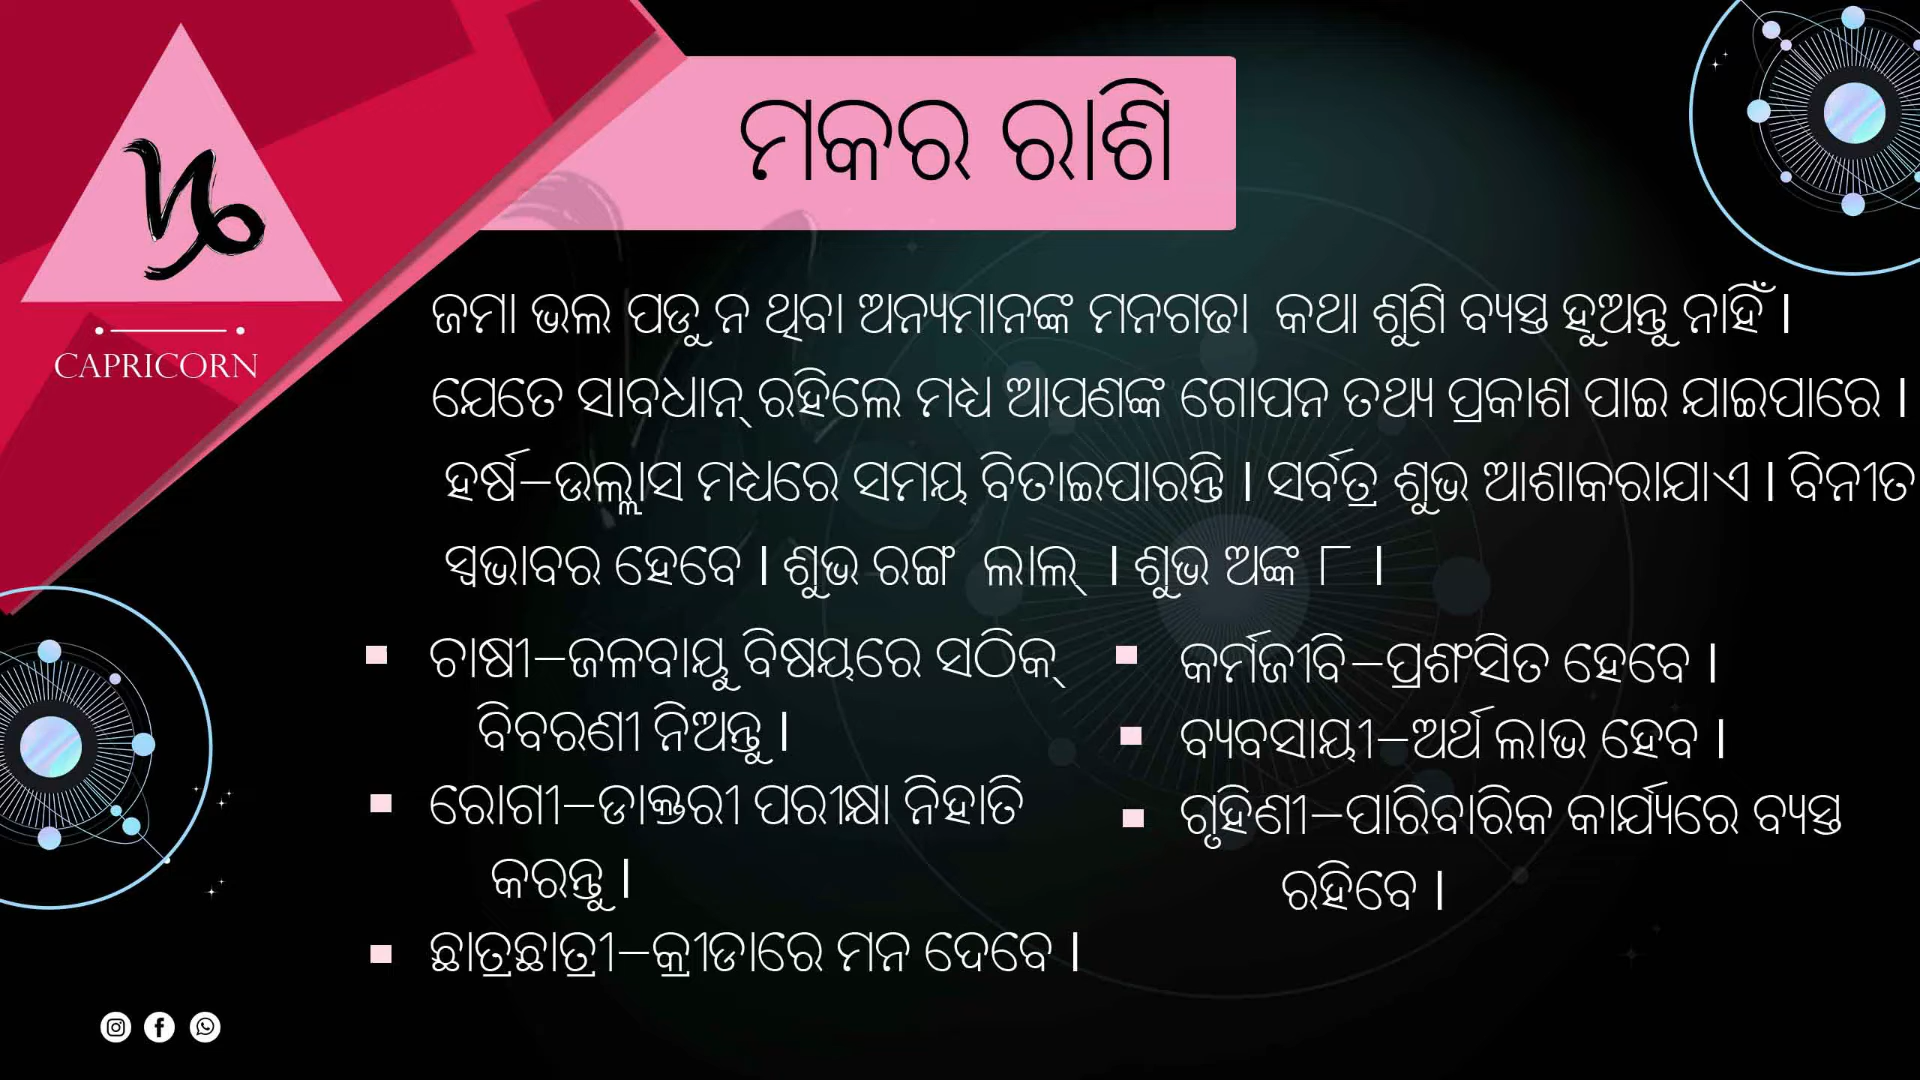 ମକର ରାଶି
CAPRICORN
ଜମା ଭଲ ପଡୁ ନ ଥିବା ଅନ୍ୟମାନଙ୍କ ମନଗଢା କଥା ଶୁଣି ବ୍ୟସ୍ତ ହୁଅନ୍ତୁ ନାହିଁ ।
ଯେତେ ସାବଧାନ୍ ରହିଲେ ମଧ୍ୟ ଆପଣଙ୍କ ଗୋପନ ତଥ୍ୟ ପ୍ରକାଶ ପାଇ ଯାଇପାରେ ।
ହର୍ଷ–ଉଲ୍ଲାସ ମଧ୍ୟରେ ସମୟ ବିତାଇପାରନ୍ତି । ସର୍ବତ୍ର ଶୁଭ ଆଶାକରାଯାଏ । ବିନୀତ
ସ୍ୱଭାବର ହେବେ । ଶୁଭ ରଙ୍ଗ ଲାଲ୍ । ଶୁଭ ଅଙ୍କ ୮ ।
ଚାଷୀ–ଜଳବାୟୁ ବିଷୟରେ ସଠିକ୍
ବିବରଣୀ ନିଅନ୍ତୁ ।
ରୋଗୀ–ଡାକ୍ତରୀ ପରୀକ୍ଷା ନିହାତି
କରନ୍ତୁ ।
ଛାତ୍ରଛାତ୍ରୀ–କ୍ରୀଡାରେ ମନ ଦେବେ ।
କର୍ମଜୀବି–ପ୍ରଶଂସିତ ହେବେ ।
ବ୍ୟବସାୟୀ–ଅର୍ଥ ଲାଭ ହେବ ।
ଗୃହିଣୀ–ପାରିବାରିକ କାର୍ଯ୍ୟରେ ବ୍ୟସ୍ତ
ରହିବେ ।